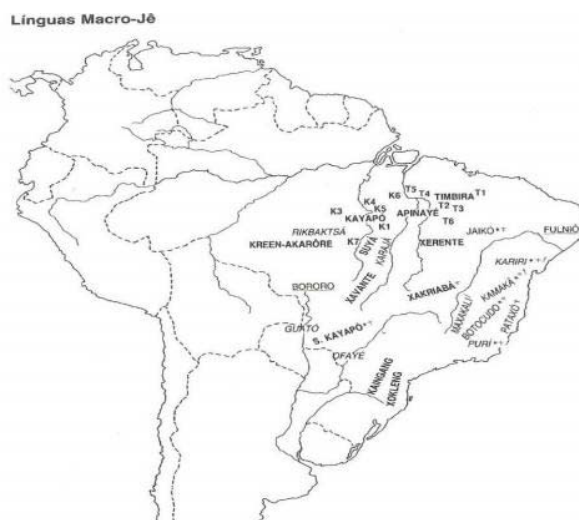 Línguas Macro-Jê
T5
K6
T4
TIMBIRA
T1
K4
K3
K5
T2
T3
KAYAPÓ
APINAYÉ
K1
T6
RIKBAKTSÁ
JAIKÓ
FULNIÔ
KREEN-AKARÔRE
K7
SUYÁ
KARAJÁ
XERENTE
KARIRI
BORORO
XAVANTE
XAKRIABÁ
KAMAKÃ
MAXAKALI
BOTOCUDO
PATAXÓ
GUATÓ
S. KAYAPÓ
PURÍ
OFAYÉ
KAINGANG
XOKLENG